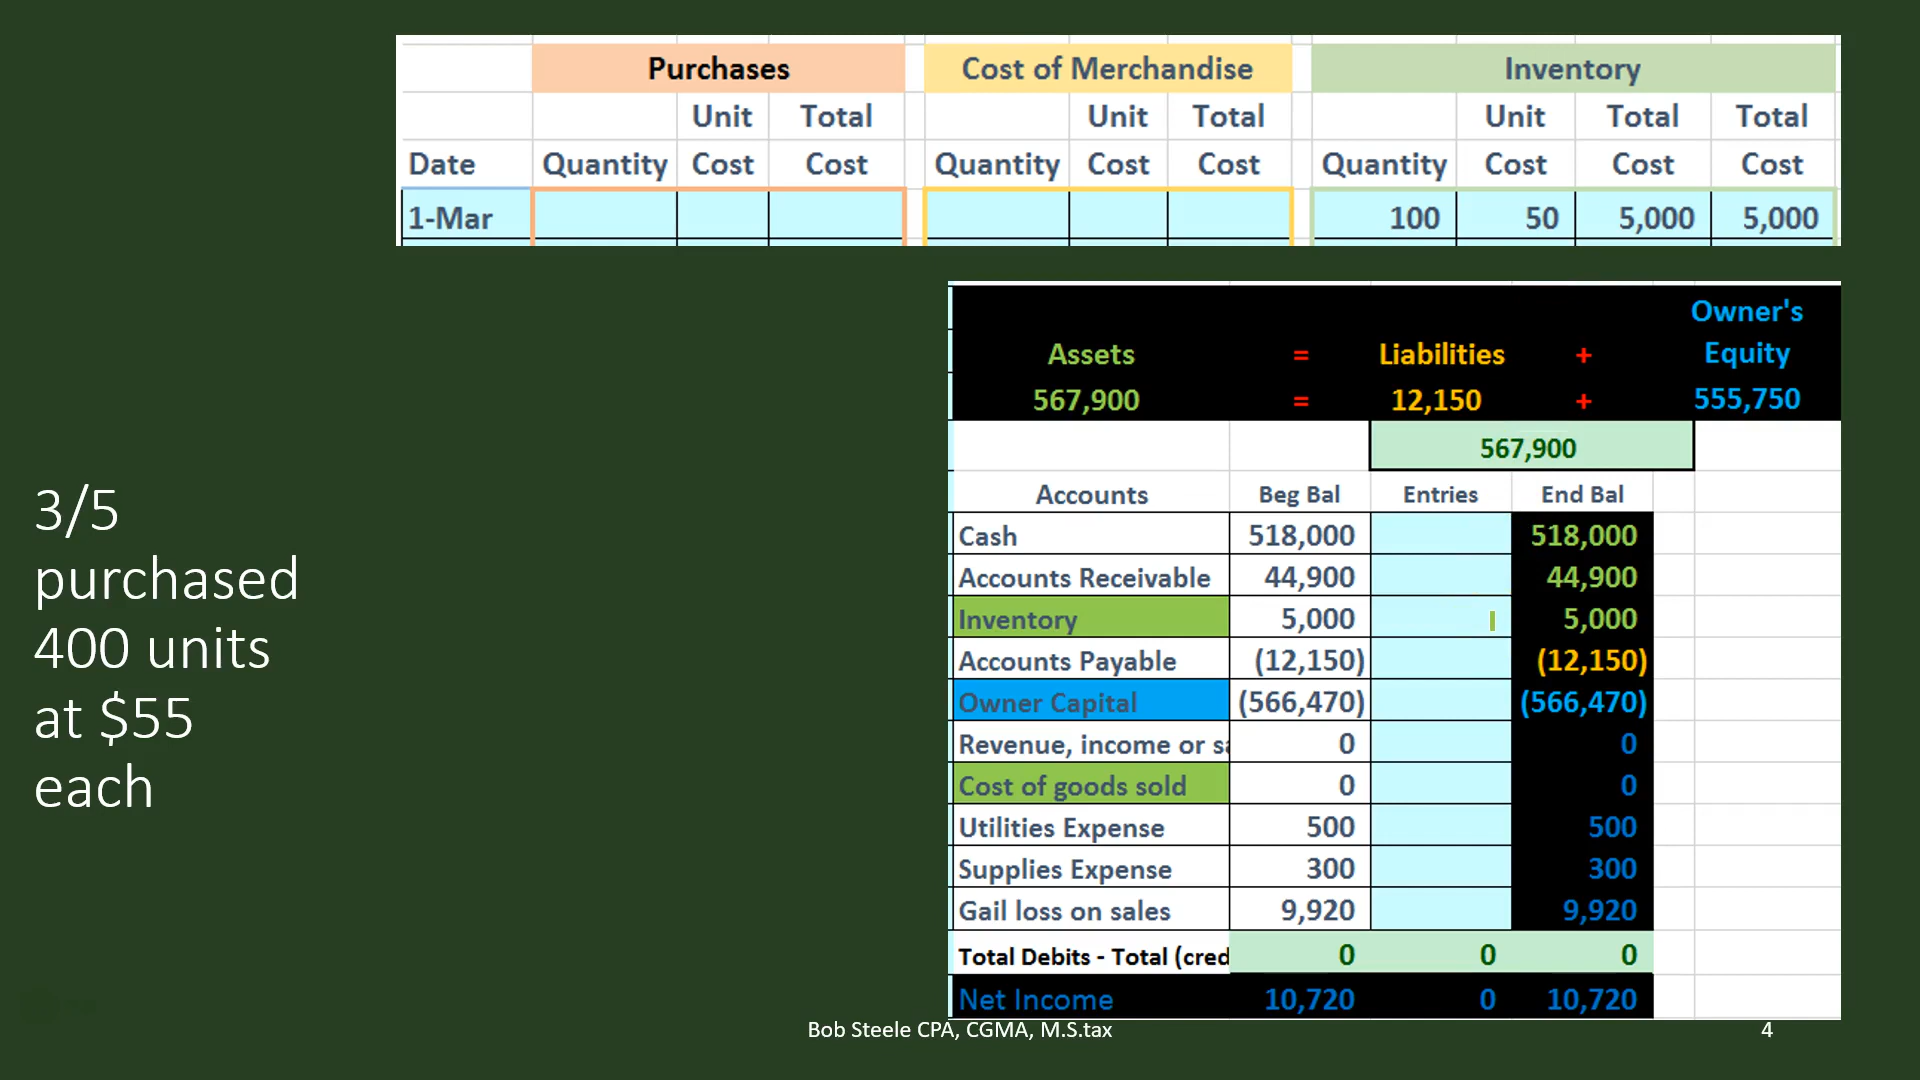 Purchases Cost of Merchandise Inventory
Unit Total Unit Total Unit Total Total
Date Quantity Cost Cost Quantity Cost Cost Quantity Cost Cost Cost
1-Mar 100 50 5,000 5,000
3/5
purchased
400 units
at $55
each
Owner's
Assets = Liabilities + Equity
567,900 = 12,150 + 555,750
567,900
Accounts Beg Bal Entries End Bal
Cash 518,000 518,000
Accounts Receivable 44,900 44,900
Inventory 5,000 5,000
Accounts Payable (12,150) (12,150)
Owner Capital (566,470) (566,470)
Revenue, income or sa 0 0
Cost of goods sold 0 0
Utilities Expense 500 500
Supplies Expense 300 300
Gail loss on sales 9,920 9,920
Total Debits - Total (cred 0 0 0
Net Income 10,720 0 10,720
Bob Steele CPA, CGMA, M.S.tax 4